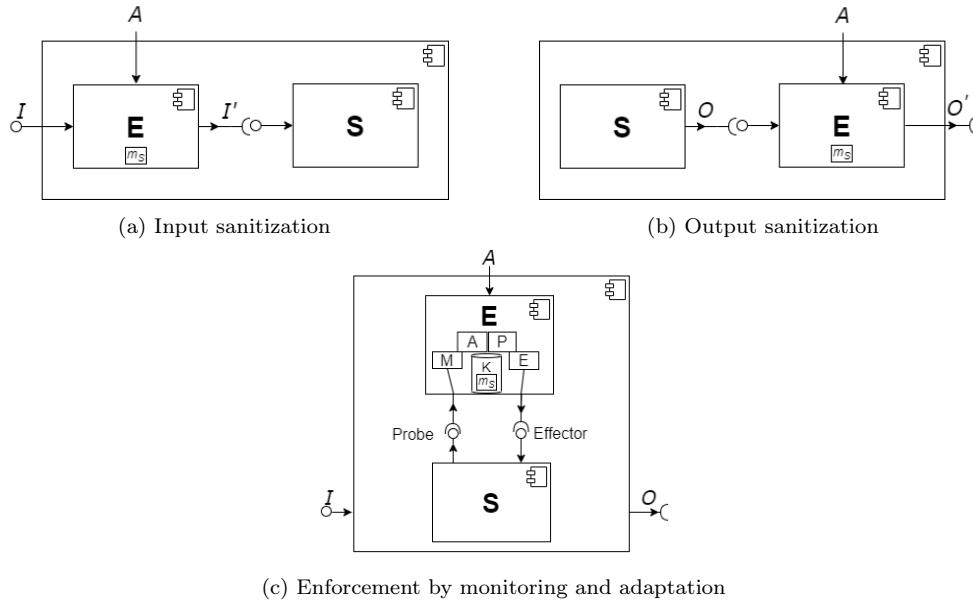 A
I
E
m_S
I'
S
(a) Input sanitization
A
S
O
E
m_S
O'
(b) Output sanitization
A
E
A P
M K E
m_S
Probe Effector
S
I
O
(c) Enforcement by monitoring and adaptation